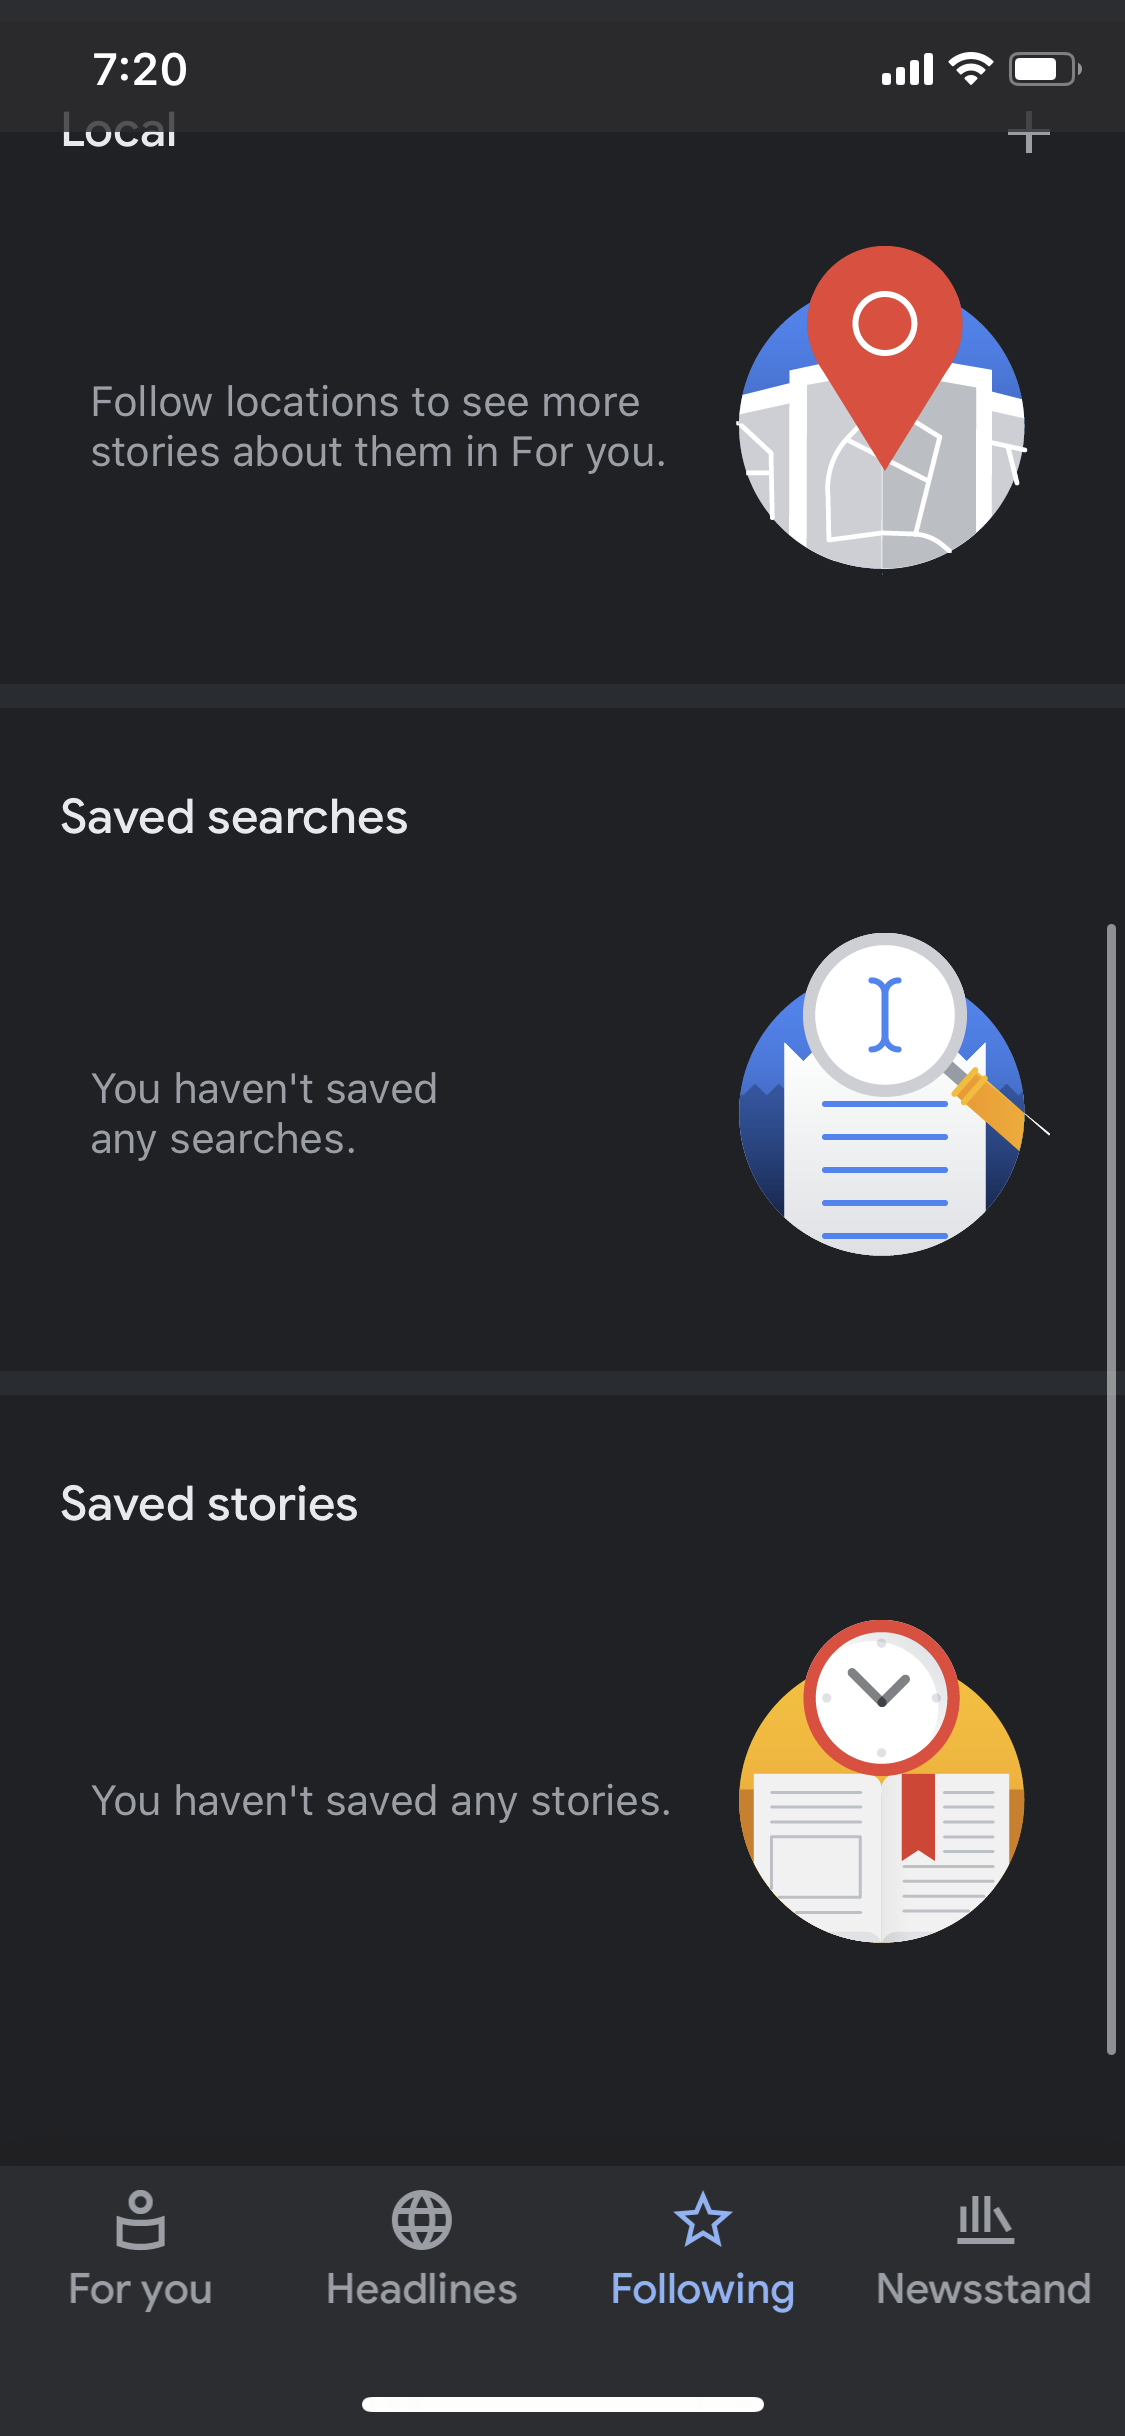 7:20
Local
Follow locations to see more
stories about them in For you.
Saved searches
You haven't saved
any searches.
Saved stories
You haven't saved any stories.
For you
Headlines
Following
Newsstand